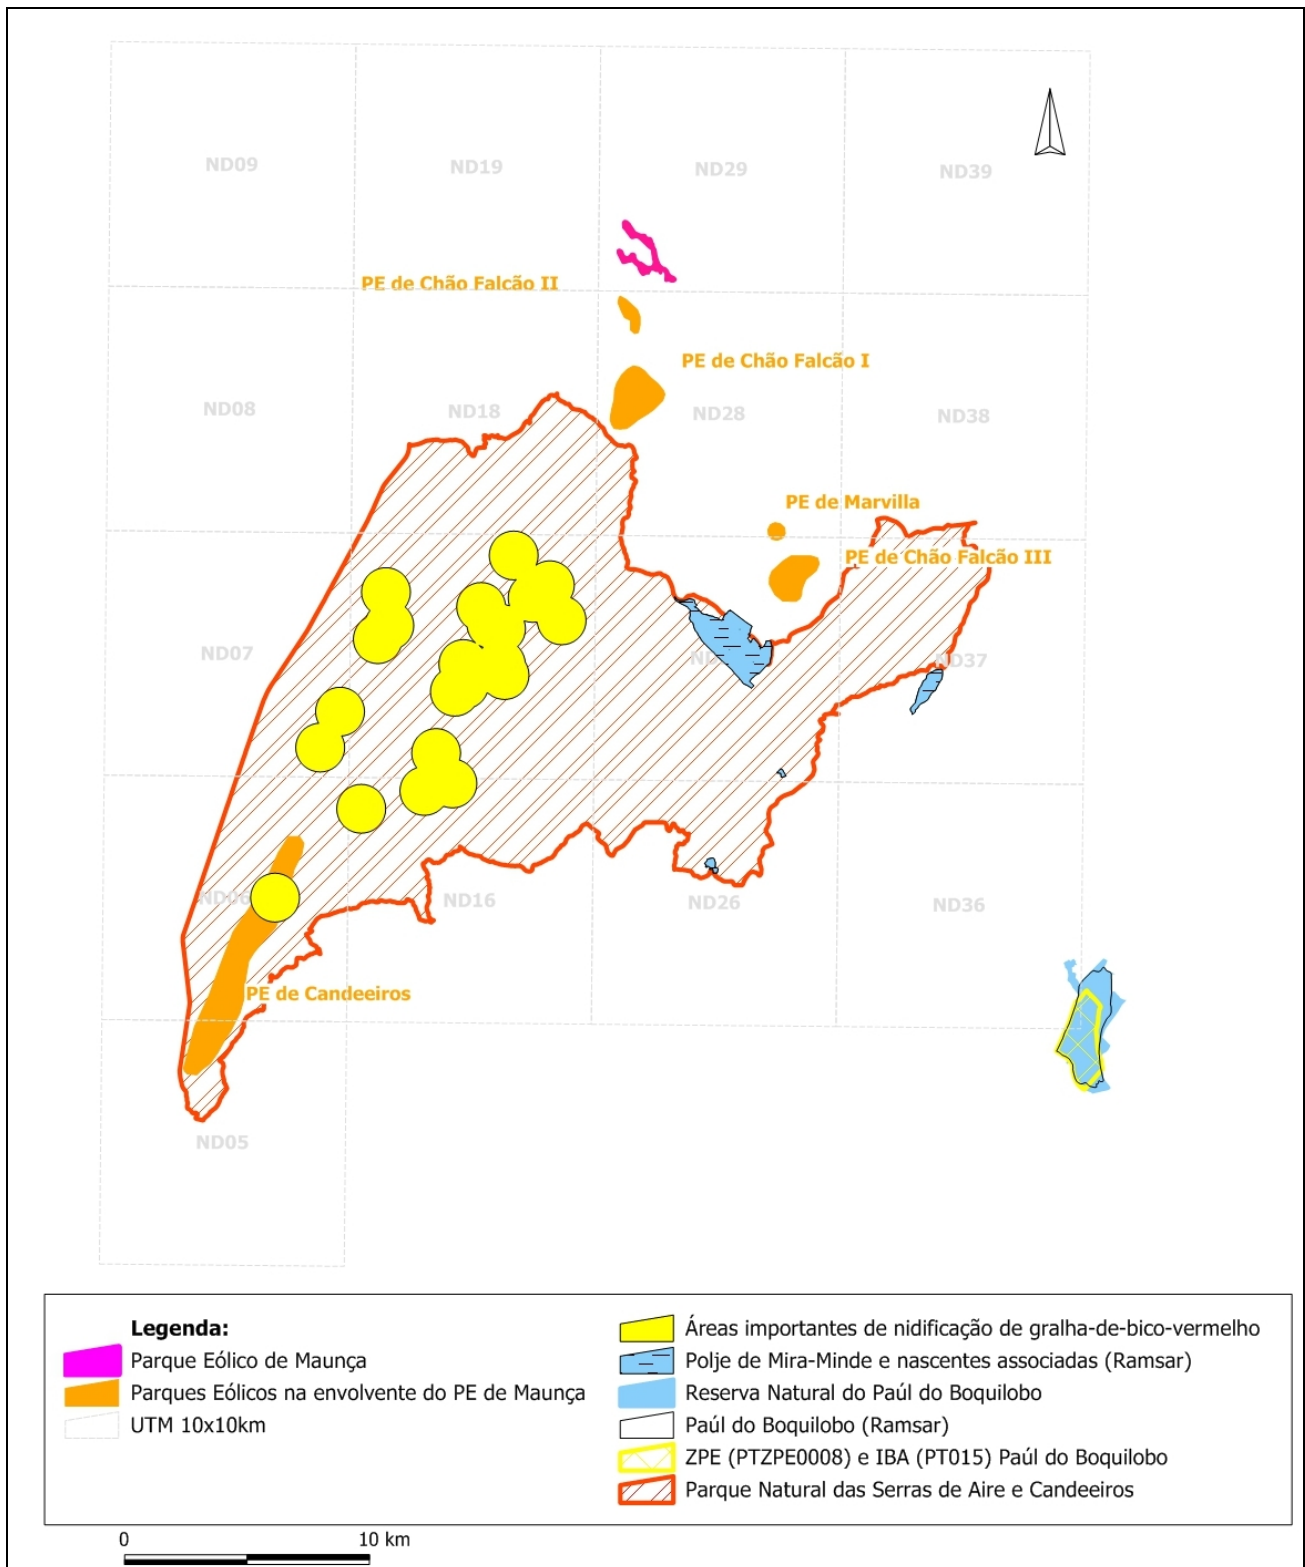 ND09
ND19
ND29
ND39
PE de Chão Falcão II
PE de Chão Falcão I
ND08
ND18
ND28
ND38
PE de Marvilla
PE de Chão Falcão III
ND07
ND37
ND06
ND16
ND26
ND36
PE de Candeeiros
ND05
Legenda:
Parque Eólico de Maunça
Parques Eólicos na envolvente do PE de Maunça
UTM 10x10km
Áreas importantes de nidificação de gralha-de-bico-vermelho
Polje de Mira-Minde e nascentes associadas (Ramsar)
Reserva Natural do Paúl do Boquilobo
Paúl do Boquilobo (Ramsar)
ZPE (PTZPE0008) e IBA (PT015) Paúl do Boquilobo
Parque Natural das Serras de Aire e Candeeiros
0 10 km